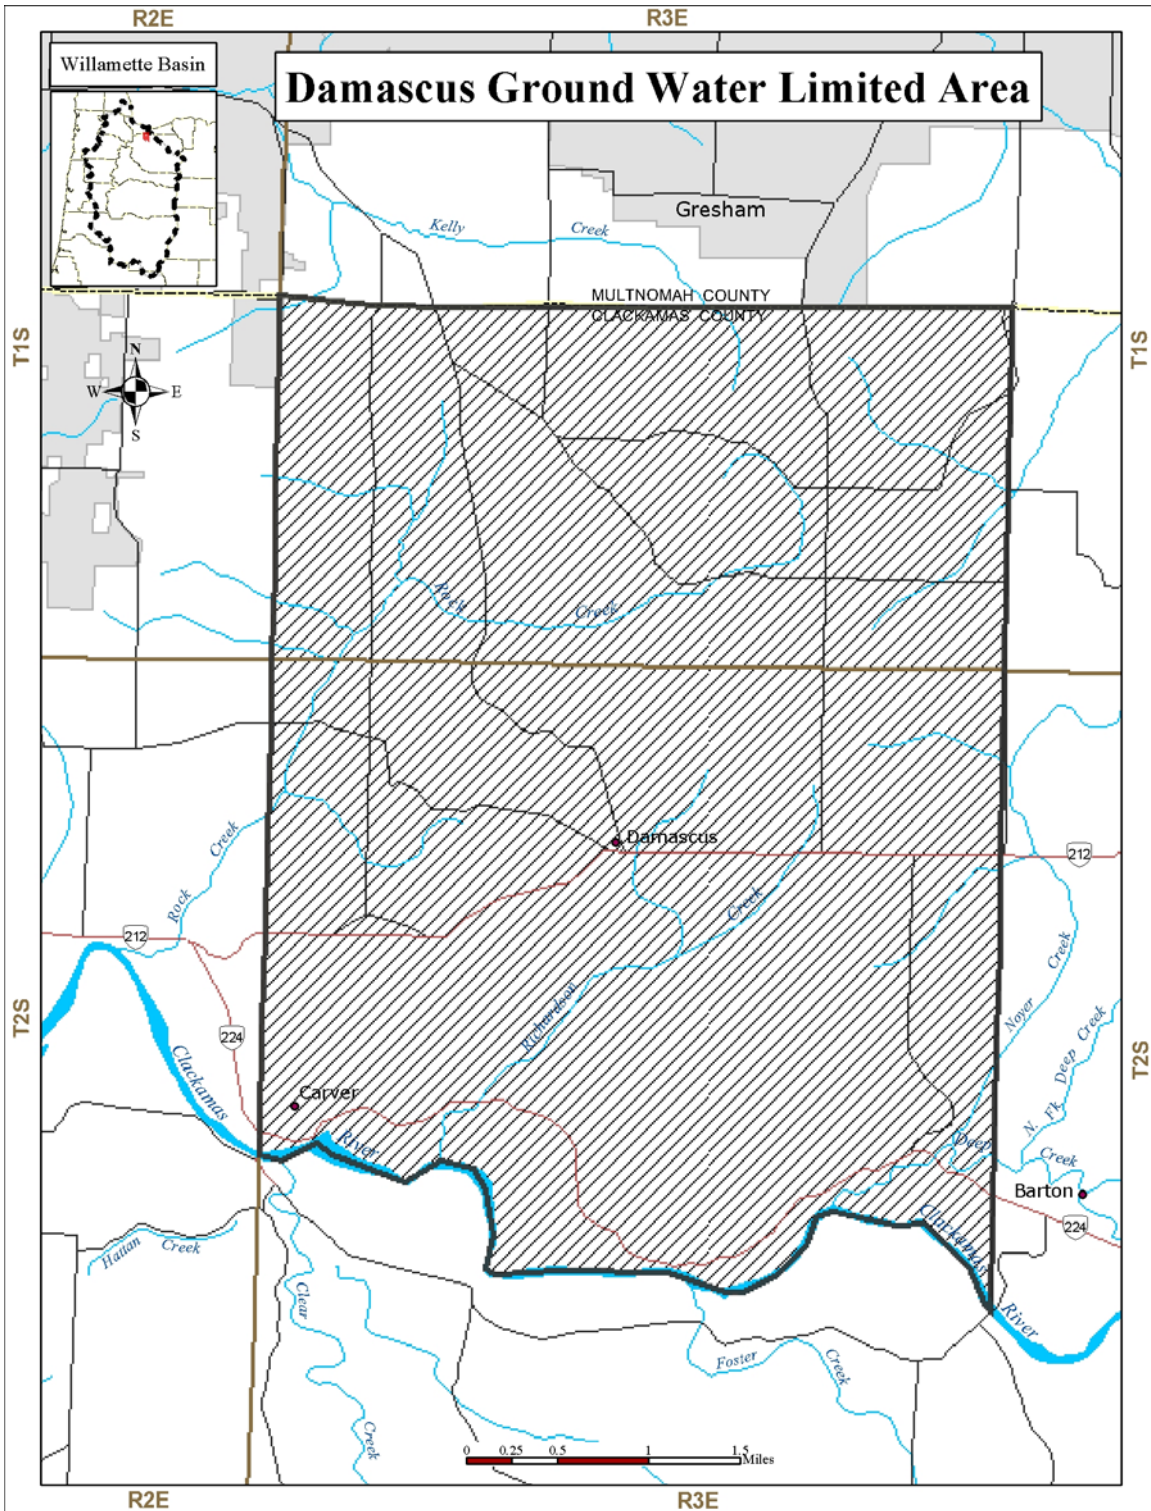 R2E
R3E
Willamette Basin
Damascus Ground Water Limited Area
Gresham
Kelly
Creek
MULTNOMAH COUNTY
CLACKAMAS COUNTY
T1S
T1S
N
W
E
S
Rock
Creek
Damascus
212
Rock
Creek
Creek
212
Richardson
Creek
Noyer
N. Fk Deep Creek
T2S
T2S
224
Clackamas
Carver
River
Deep
Creek
Barton
224
Clackamas
River
Hattan
Creek
Clear
Creek
Foster
Creek
0
0.25
0.5
1
1.5
Miles
R2E
R3E